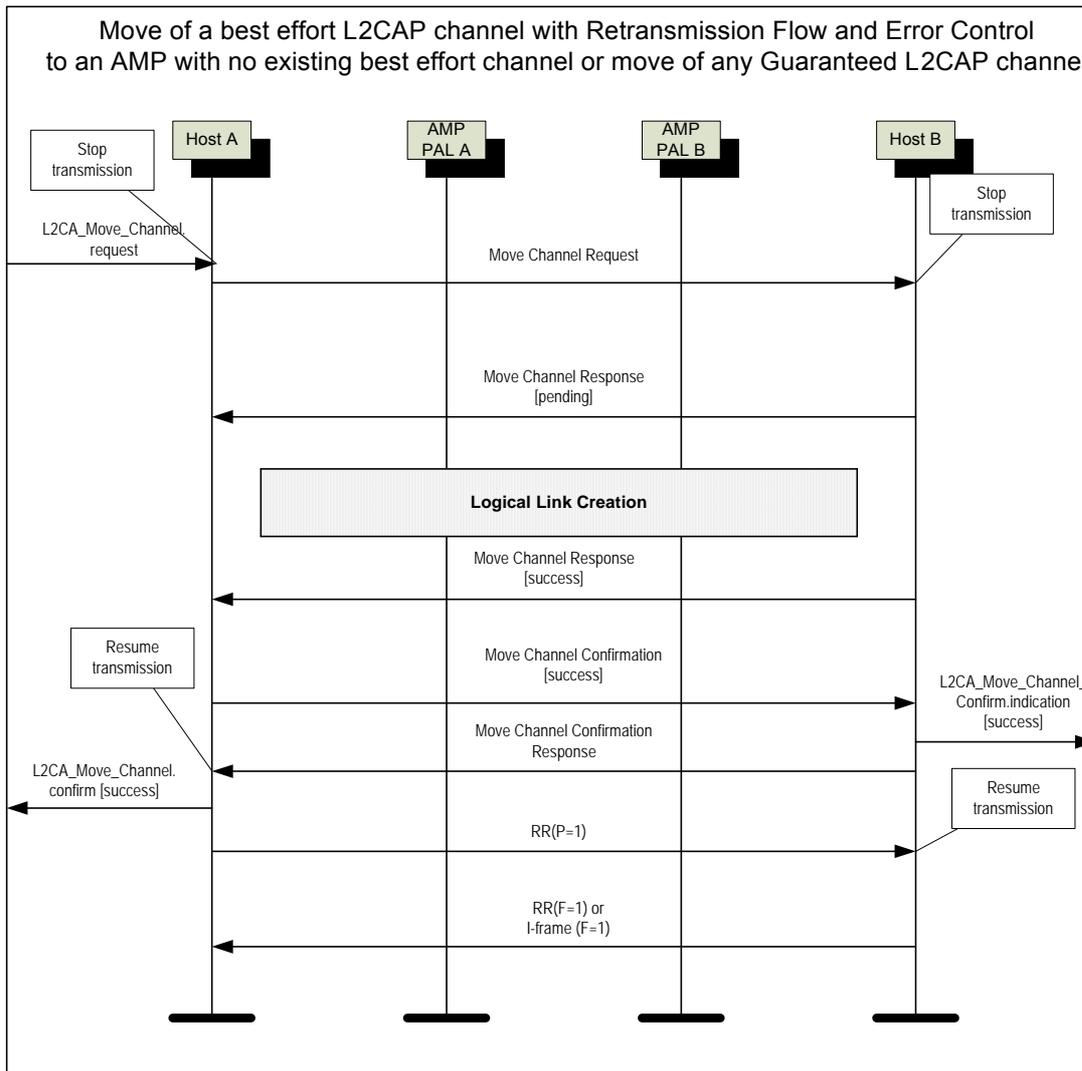 Move of a best effort L2CAP channel with Retransmission Flow and Error Control
to an AMP with no existing best effort channel or move of any Guaranteed L2CAP channe
Host A
AMP
PAL A
AMP
PAL B
Host B
Stop
transmission
Stop
transmission
L2CA_Move_Channel.
request
Move Channel Request
Move Channel Response
[pending]
Logical Link Creation
Move Channel Response
[success]
Resume
transmission
Move Channel Confirmation
[success]
L2CA_Move_Channel_
Confirm.indication
[success]
Move Channel Confirmation
Response
L2CA_Move_Channel.
confirm [success]
Resume
transmission
RR(P=1)
RR(F=1) or
I-frame (F=1)